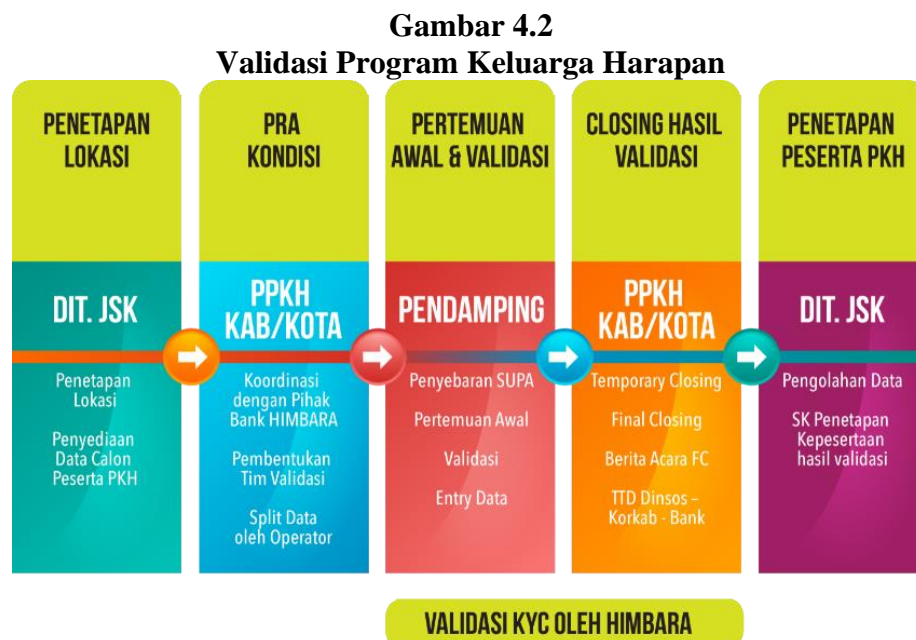 Gambar 4.2
Validasi Program Keluarga Harapan
PENETAPAN
LOKASI
DIT. JSK
Penetapan
Lokasi
Penyediaan
Data Calon
Peserta PKH
PRA
KONDISI
PPKH
KAB/KOTA
Koordinasi
dengan Pihak
Bank HIMBARA
Pembentukan
Tim Validasi
Split Data
oleh Operator
PERTEMUAN
AWAL & VALIDASI
PENDAMPING
Penyebaran SUPA
Pertemuan Awal
Validasi
Entry Data
CLOSING HASIL
VALIDASI
PPKH
KAB/KOTA
Temporary Closing
Final Closing
Berita Acara FC
TTD Dinsos –
Korkab - Bank
PENETAPAN
PESERTA PKH
DIT. JSK
Pengolahan Data
SK Penetapan
Kepesertaan
hasil validasi
VALIDASI KYC OLEH HIMBARA